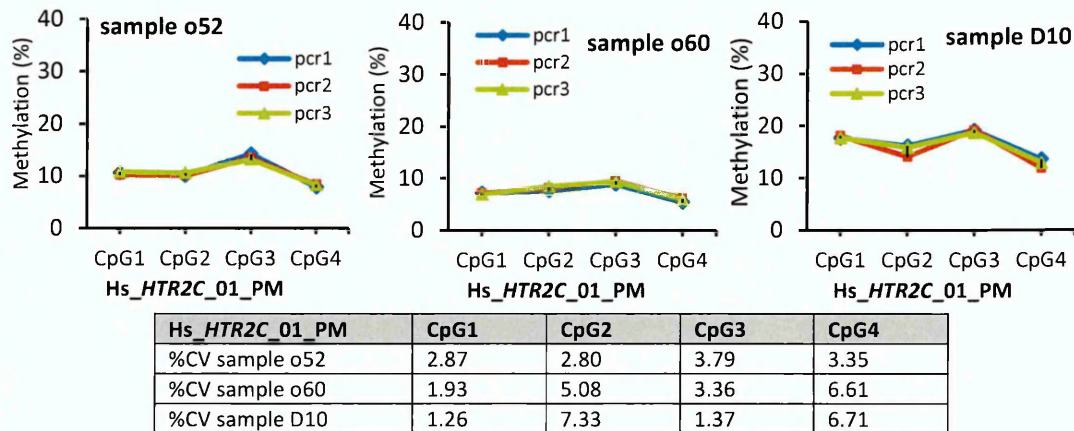 sample o52
Methylation (%)
40
30
20
10
0
pcr1
pcr2
pcr3
CpG1 CpG2 CpG3 CpG4
Hs_HTR2C_01_PM
sample o60
Methylation (%)
40
30
20
10
0
pcr1
pcr2
pcr3
CpG1 CpG2 CpG3 CpG4
Hs_HTR2C_01_PM
sample D10
Methylation (%)
40
30
20
10
0
pcr1
pcr2
pcr3
CpG1 CpG2 CpG3 CpG4
Hs_HTR2C_01_PM
Hs_HTR2C_01_PM CpG1 CpG2 CpG3 CpG4
%CV sample o52 2.87 2.80 3.79 3.35
%CV sample o60 1.93 5.08 3.36 6.61
%CV sample D10 1.26 7.33 1.37 6.71